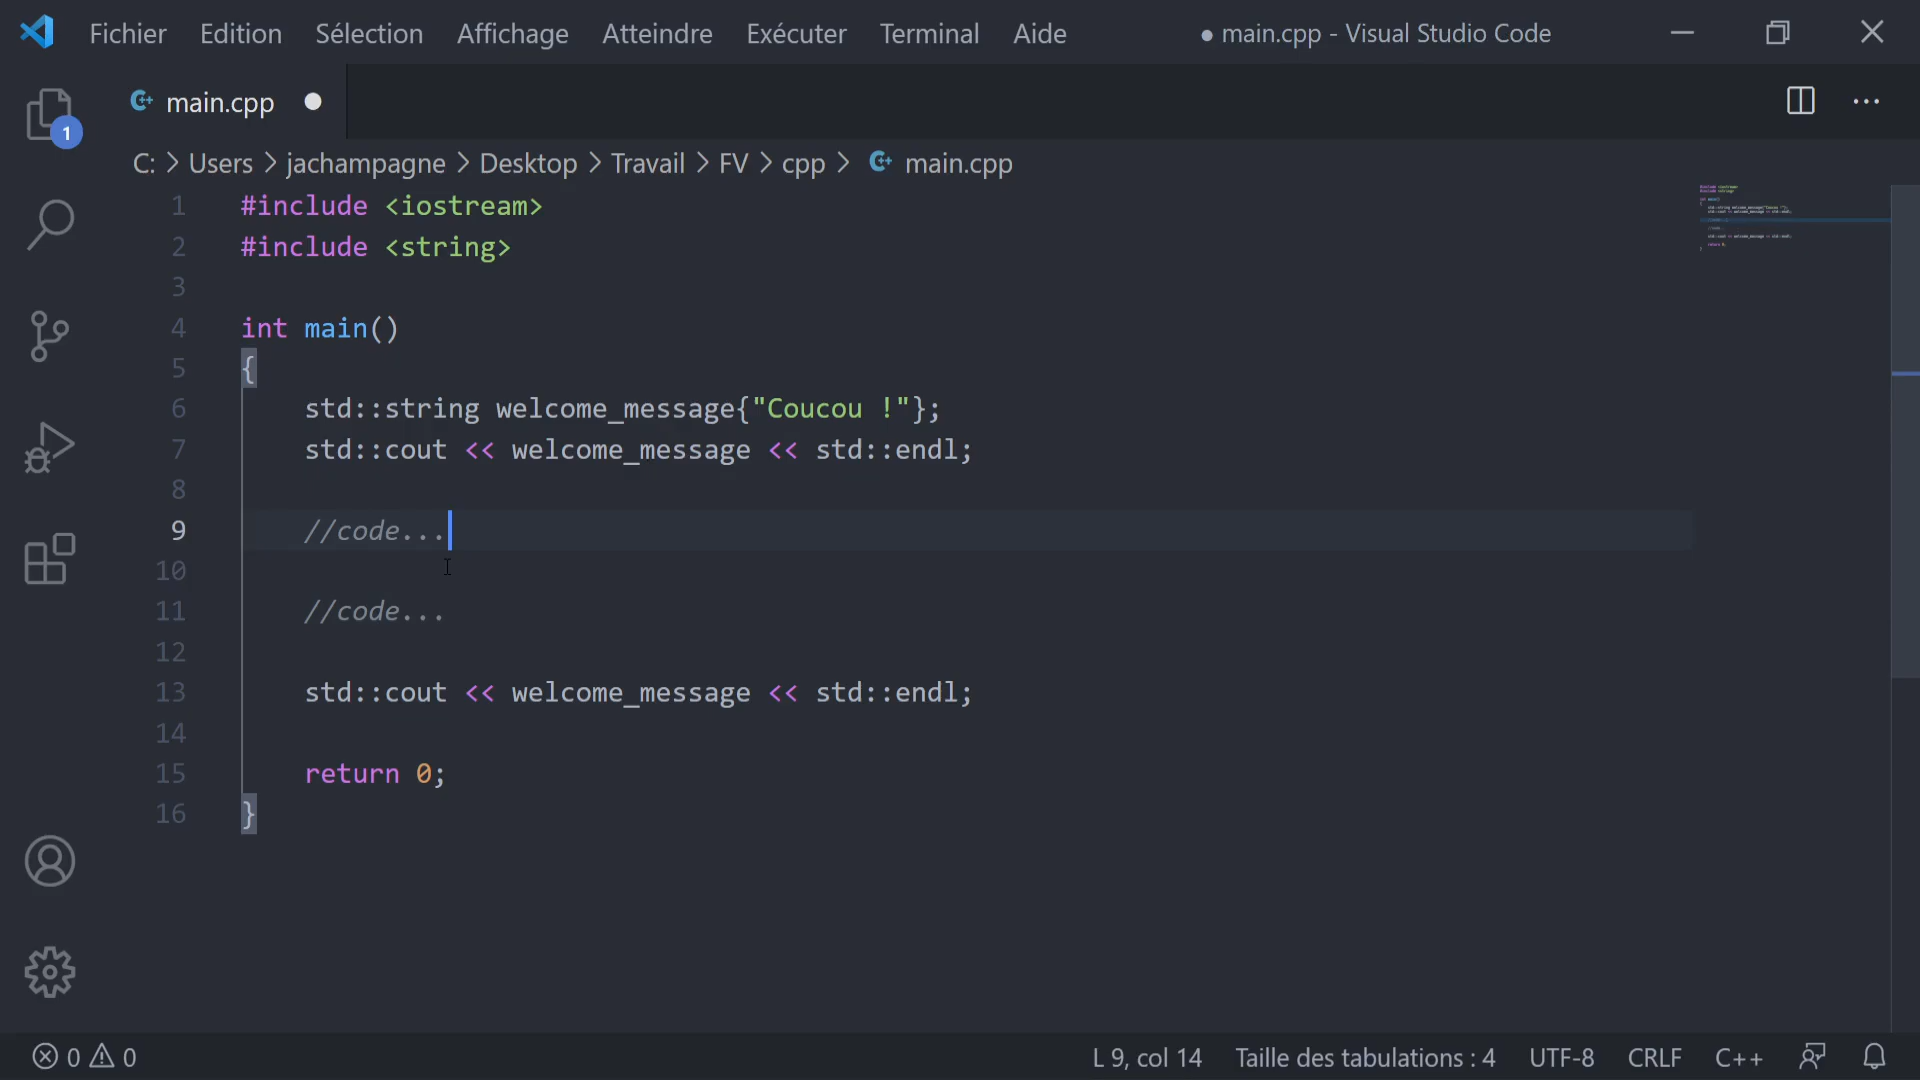 Fichier Edition Sélection Affichage Atteindre Exécuter Terminal Aide ● main.cpp - Visual Studio Code
main.cpp
1
C: > Users > jachampagne > Desktop > Travail > FV > cpp > main.cpp
1 #include <iostream>
2 #include <string>
3
4 int main()
5 {
6 std::string welcome_message{"Coucou !"};
7 std::cout << welcome_message << std::endl;
8
9 //code...
10
11 //code...
12
13 std::cout << welcome_message << std::endl;
14
15 return 0;
16 }
0 0 L 9, col 14 Taille des tabulations : 4 UTF-8 CRLF C++